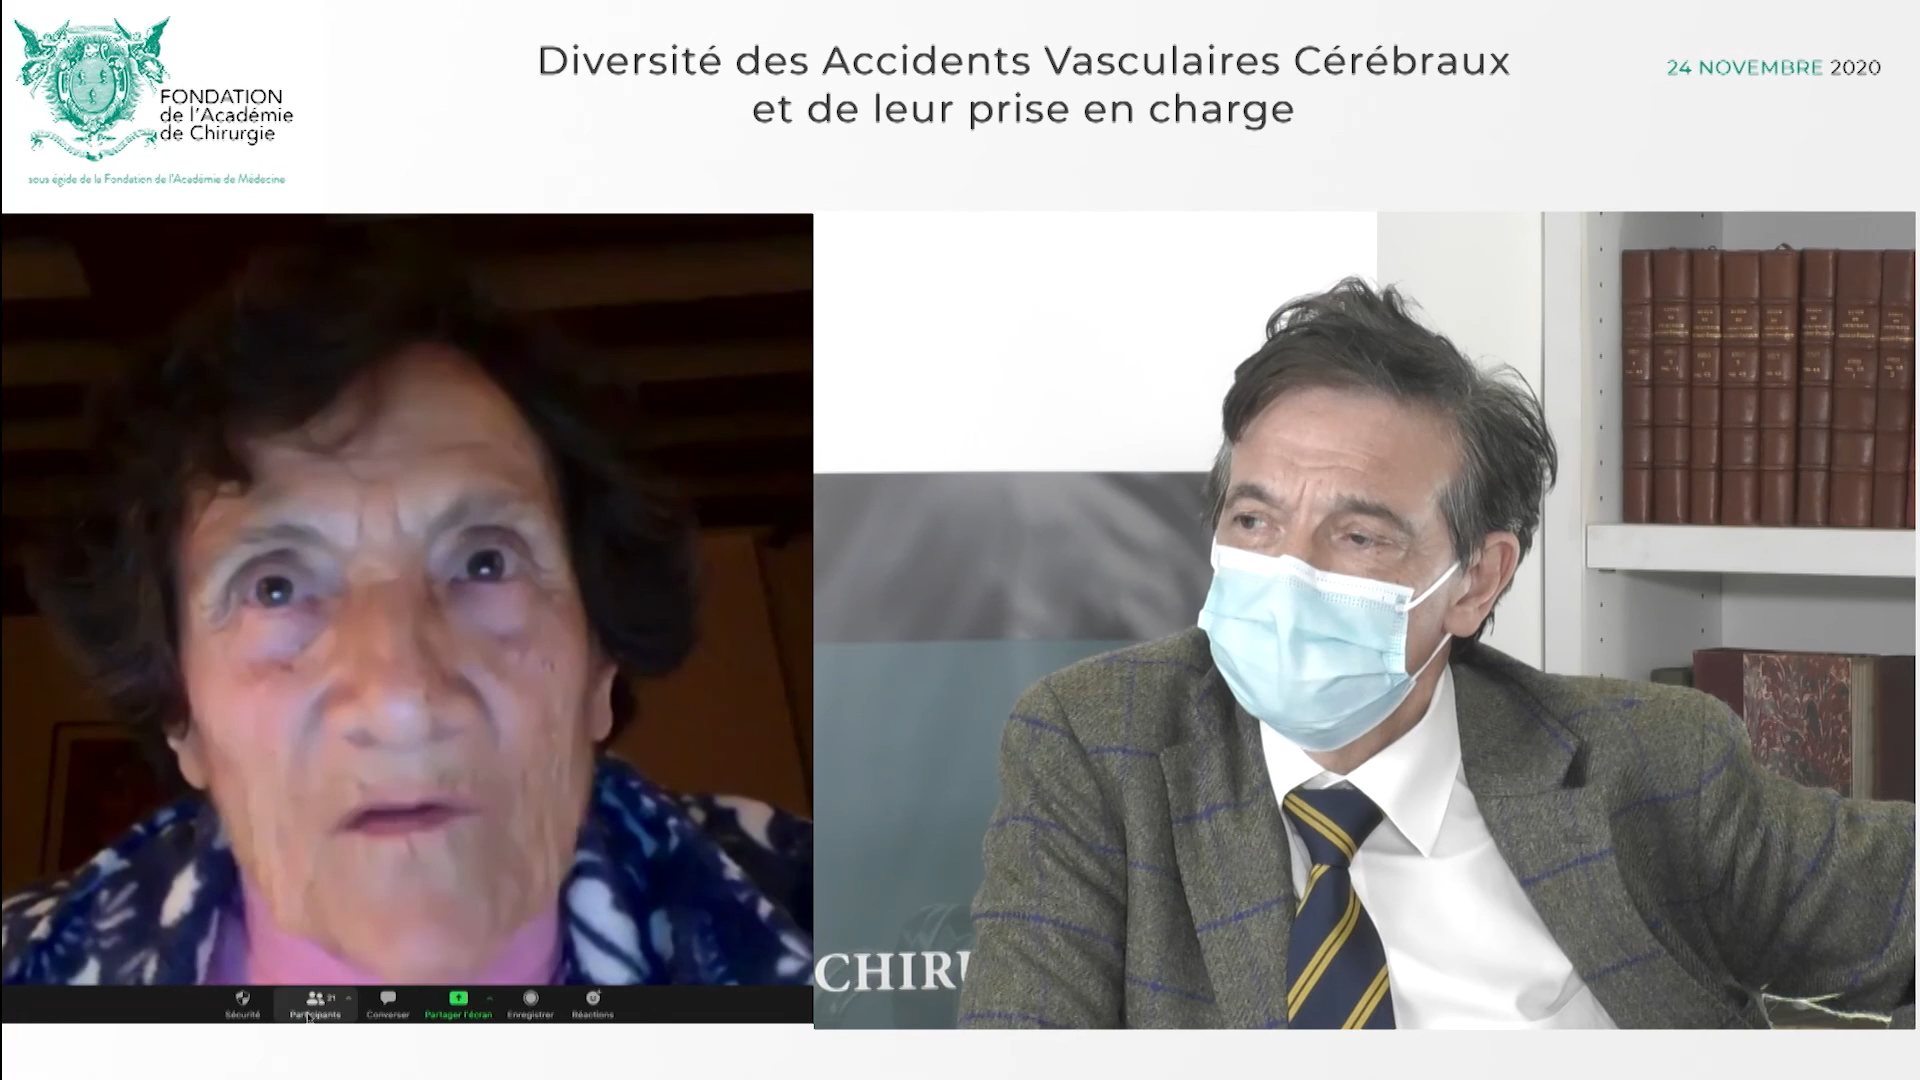 FONDATION
de l'Académie
de Chirurgie
sous égide de la Fondation de l'Académie de Médecine
Diversité des Accidents Vasculaires Cérébraux
et de leur prise en charge
24 NOVEMBRE 2020
CHIRU
Sécurité
Participants
21
Converser
Partager l'écran
Enregistrer
Réactions